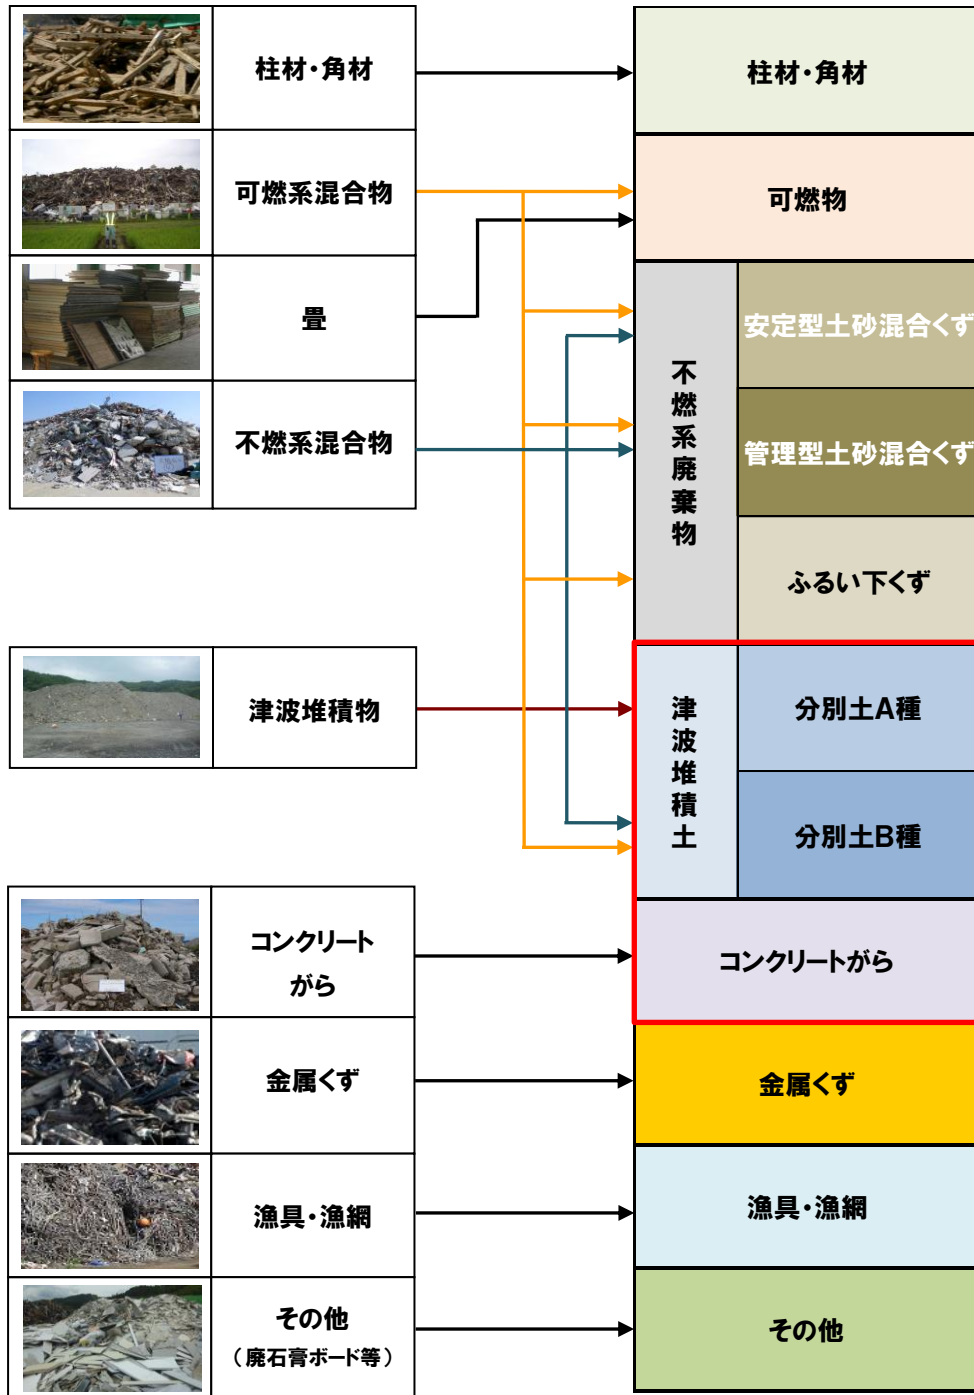 柱材・角材
可燃系混合物
畳
不燃系混合物
津波堆積物
コンクリート
がら
金属くず
漁具・漁網
その他
（廃石膏ボード等）
柱材・角材
可燃物
不燃系廃棄物
安定型土砂混合くず
管理型土砂混合くず
ふるい下くず
津波堆積土
分別土A種
分別土B種
コンクリートがら
金属くず
漁具・漁網
その他